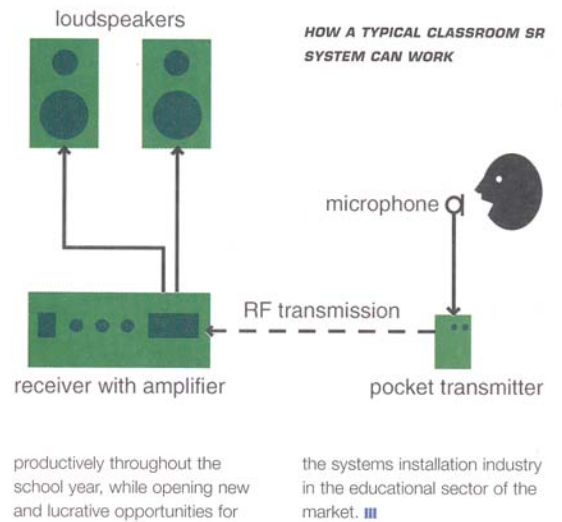 loudspeakers
HOW A TYPICAL CLASSROOM SR
SYSTEM CAN WORK
microphone
RF transmission
receiver with amplifier
pocket transmitter
productively throughout the
school year, while opening new
and lucrative opportunities for
the systems installation industry
in the educational sector of the
market.